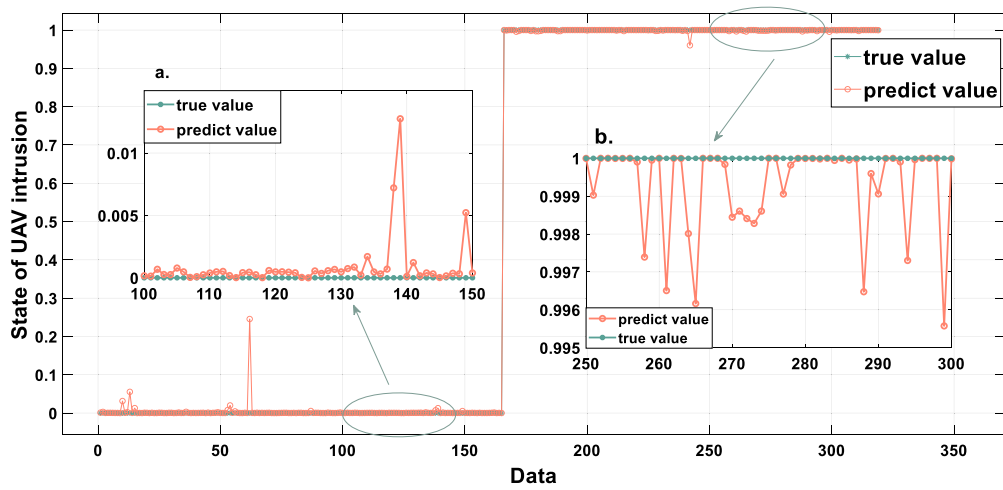 State of UAV intrusion
1
0.9
0.8
0.7
0.6
0.5
0.4
0.3
0.2
0.1
0
0 50 100 150 200 250 300 350
Data
true value
predict value
a.
true value
predict value
0.01
0.005
0
100 110 120 130 140 150
b.
1
0.999
0.998
0.997
0.996
0.995
predict value
true value
250 260 270 280 290 300